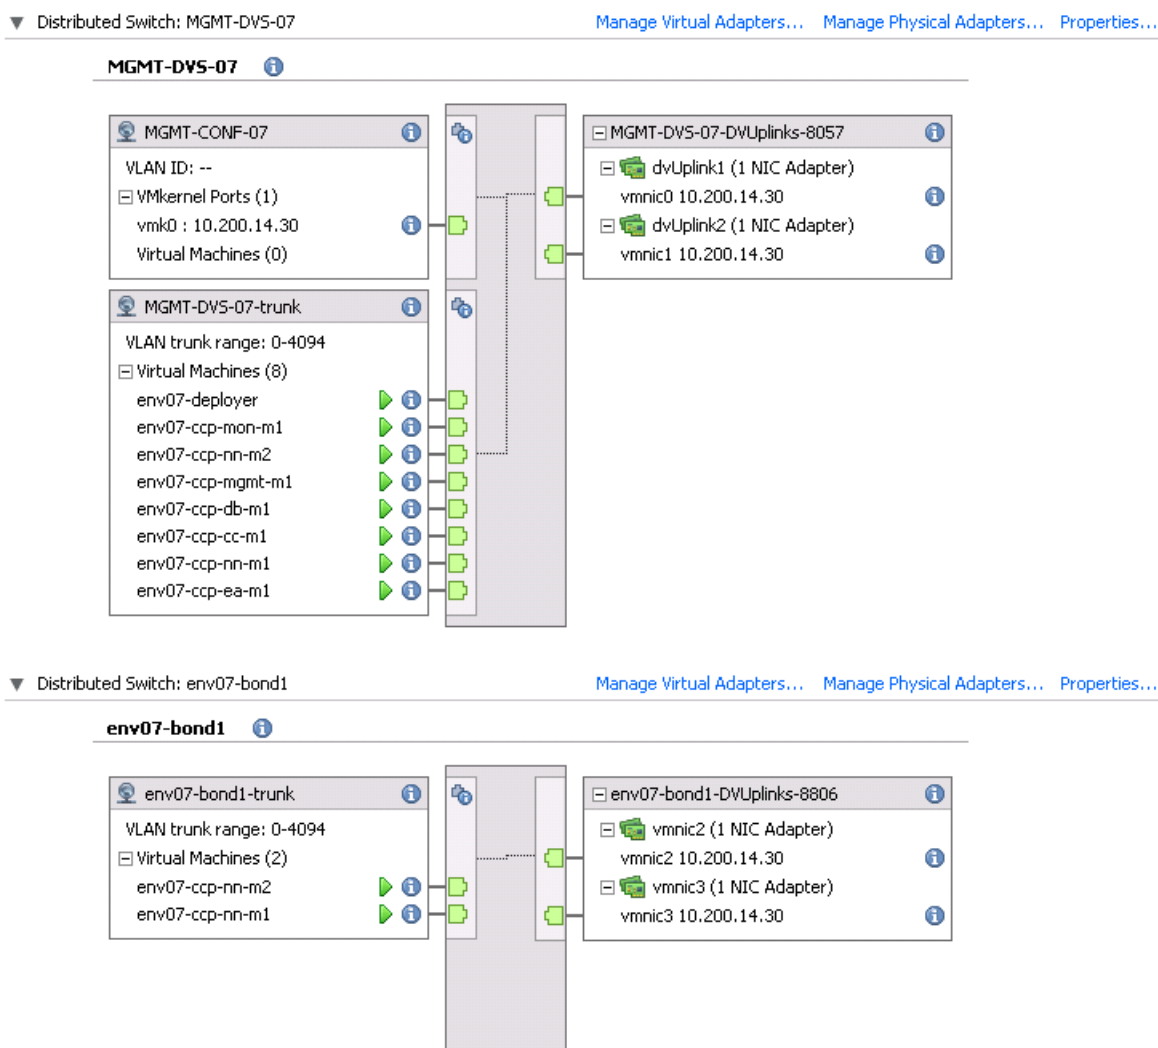 Distributed Switch: MGMT-DVS-07 Manage Virtual Adapters... Manage Physical Adapters... Properties...
MGMT-DVS-07
MGMT-CONF-07
VLAN ID: --
VMkernel Ports (1)
vmk0 : 10.200.14.30
Virtual Machines (0)
MGMT-DVS-07-DVUplinks-8057
dvUplink1 (1 NIC Adapter)
vmnic0 10.200.14.30
dvUplink2 (1 NIC Adapter)
vmnic1 10.200.14.30
MGMT-DVS-07-trunk
VLAN trunk range: 0-4094
Virtual Machines (8)
env07-deployer
env07-ccp-mon-m1
env07-ccp-nn-m2
env07-ccp-mgmt-m1
env07-ccp-db-m1
env07-ccp-cc-m1
env07-ccp-nn-m1
env07-ccp-ea-m1
Distributed Switch: env07-bond1 Manage Virtual Adapters... Manage Physical Adapters... Properties...
env07-bond1
env07-bond1-trunk
VLAN trunk range: 0-4094
Virtual Machines (2)
env07-ccp-nn-m2
env07-ccp-nn-m1
env07-bond1-DVUplinks-8806
vmnic2 (1 NIC Adapter)
vmnic2 10.200.14.30
vmnic3 (1 NIC Adapter)
vmnic3 10.200.14.30